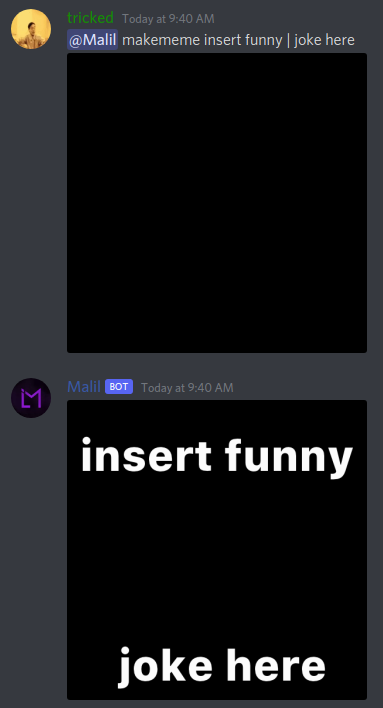 tricked Today at 9:40 AM
@Malil makememe insert funny | joke here
Malil BOT Today at 9:40 AM
insert funny
joke here